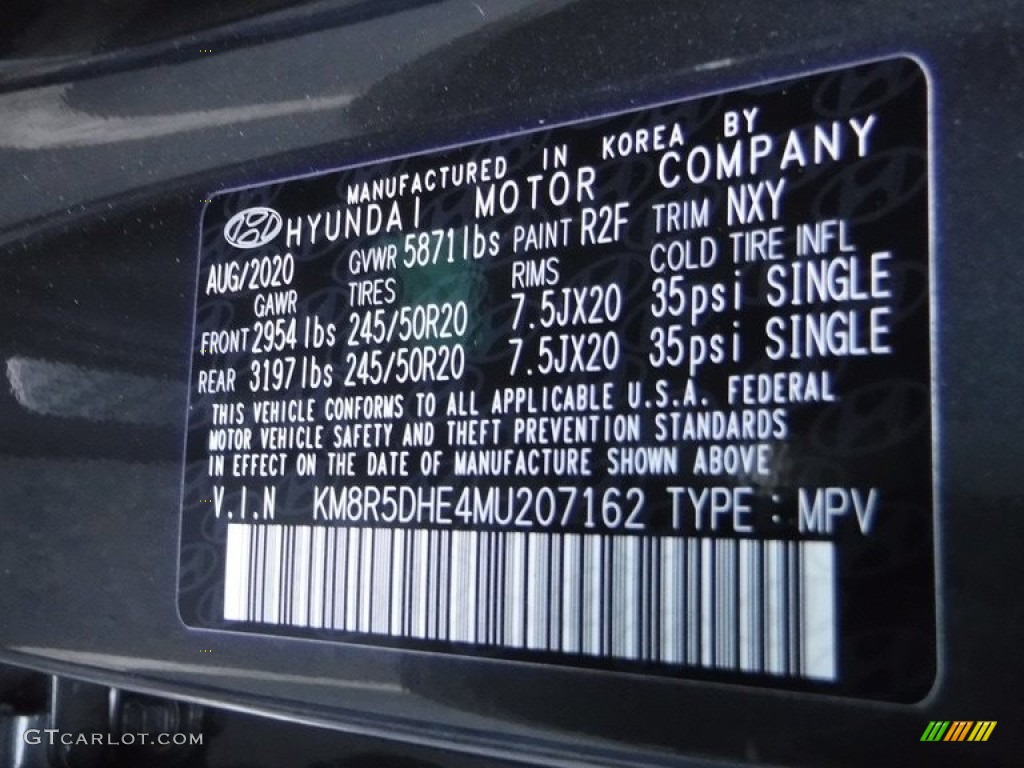 MANUFACTURED IN KOREA BY
HYUNDAI MOTOR COMPANY
AUG/2020 GVWR 5871lbs PAINT R2F TRIM NXY
GAWR TIRES RIMS COLD TIRE INFL
FRONT 2954 lbs 245/50R20 7.5JX20 35psi SINGLE
REAR 3197 lbs 245/50R20 7.5JX20 35psi SINGLE
THIS VEHICLE CONFORMS TO ALL APPLICABLE U.S.A. FEDERAL
MOTOR VEHICLE SAFETY AND THEFT PREVENTION STANDARDS
IN EFFECT ON THE DATE OF MANUFACTURE SHOWN ABOVE
V.I.N KM8R5DHE4MU207162 TYPE : MPV
GTCARLOT.COM